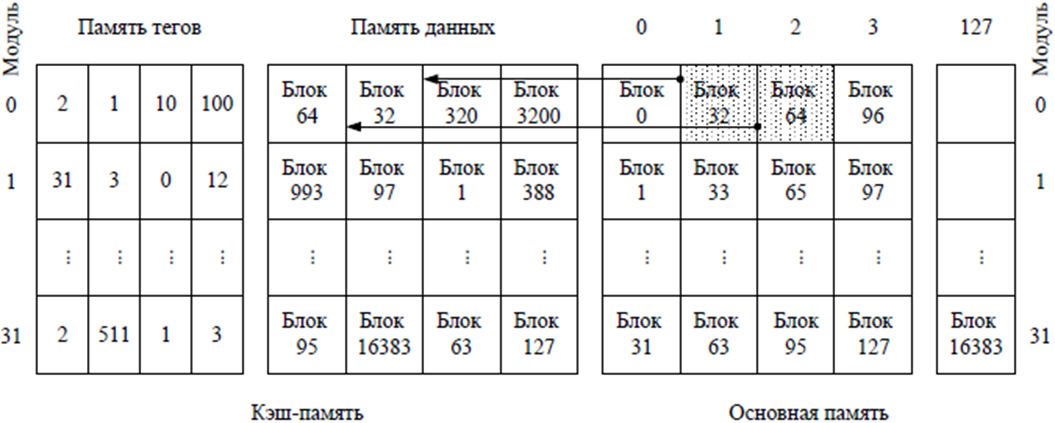 Модуль Память тегов Память данных 0 1 2 3 127 Модуль
0 2 1 10 100 Блок 64 Блок 32 Блок 320 Блок 3200 Блок 0 Блок 32 Блок 64 Блок 96 0
1 31 3 0 12 Блок 993 Блок 97 Блок 1 Блок 388 Блок 1 Блок 33 Блок 65 Блок 97 1
⋮ ⋮ ⋮ ⋮ ⋮ ⋮ ⋮ ⋮ ⋮ ⋮ ⋮ ⋮ ⋮
31 2 511 1 3 Блок 95 Блок 16383 Блок 63 Блок 127 Блок 31 Блок 63 Блок 95 Блок 127 Блок 16383 31
Кэш-память Основная память